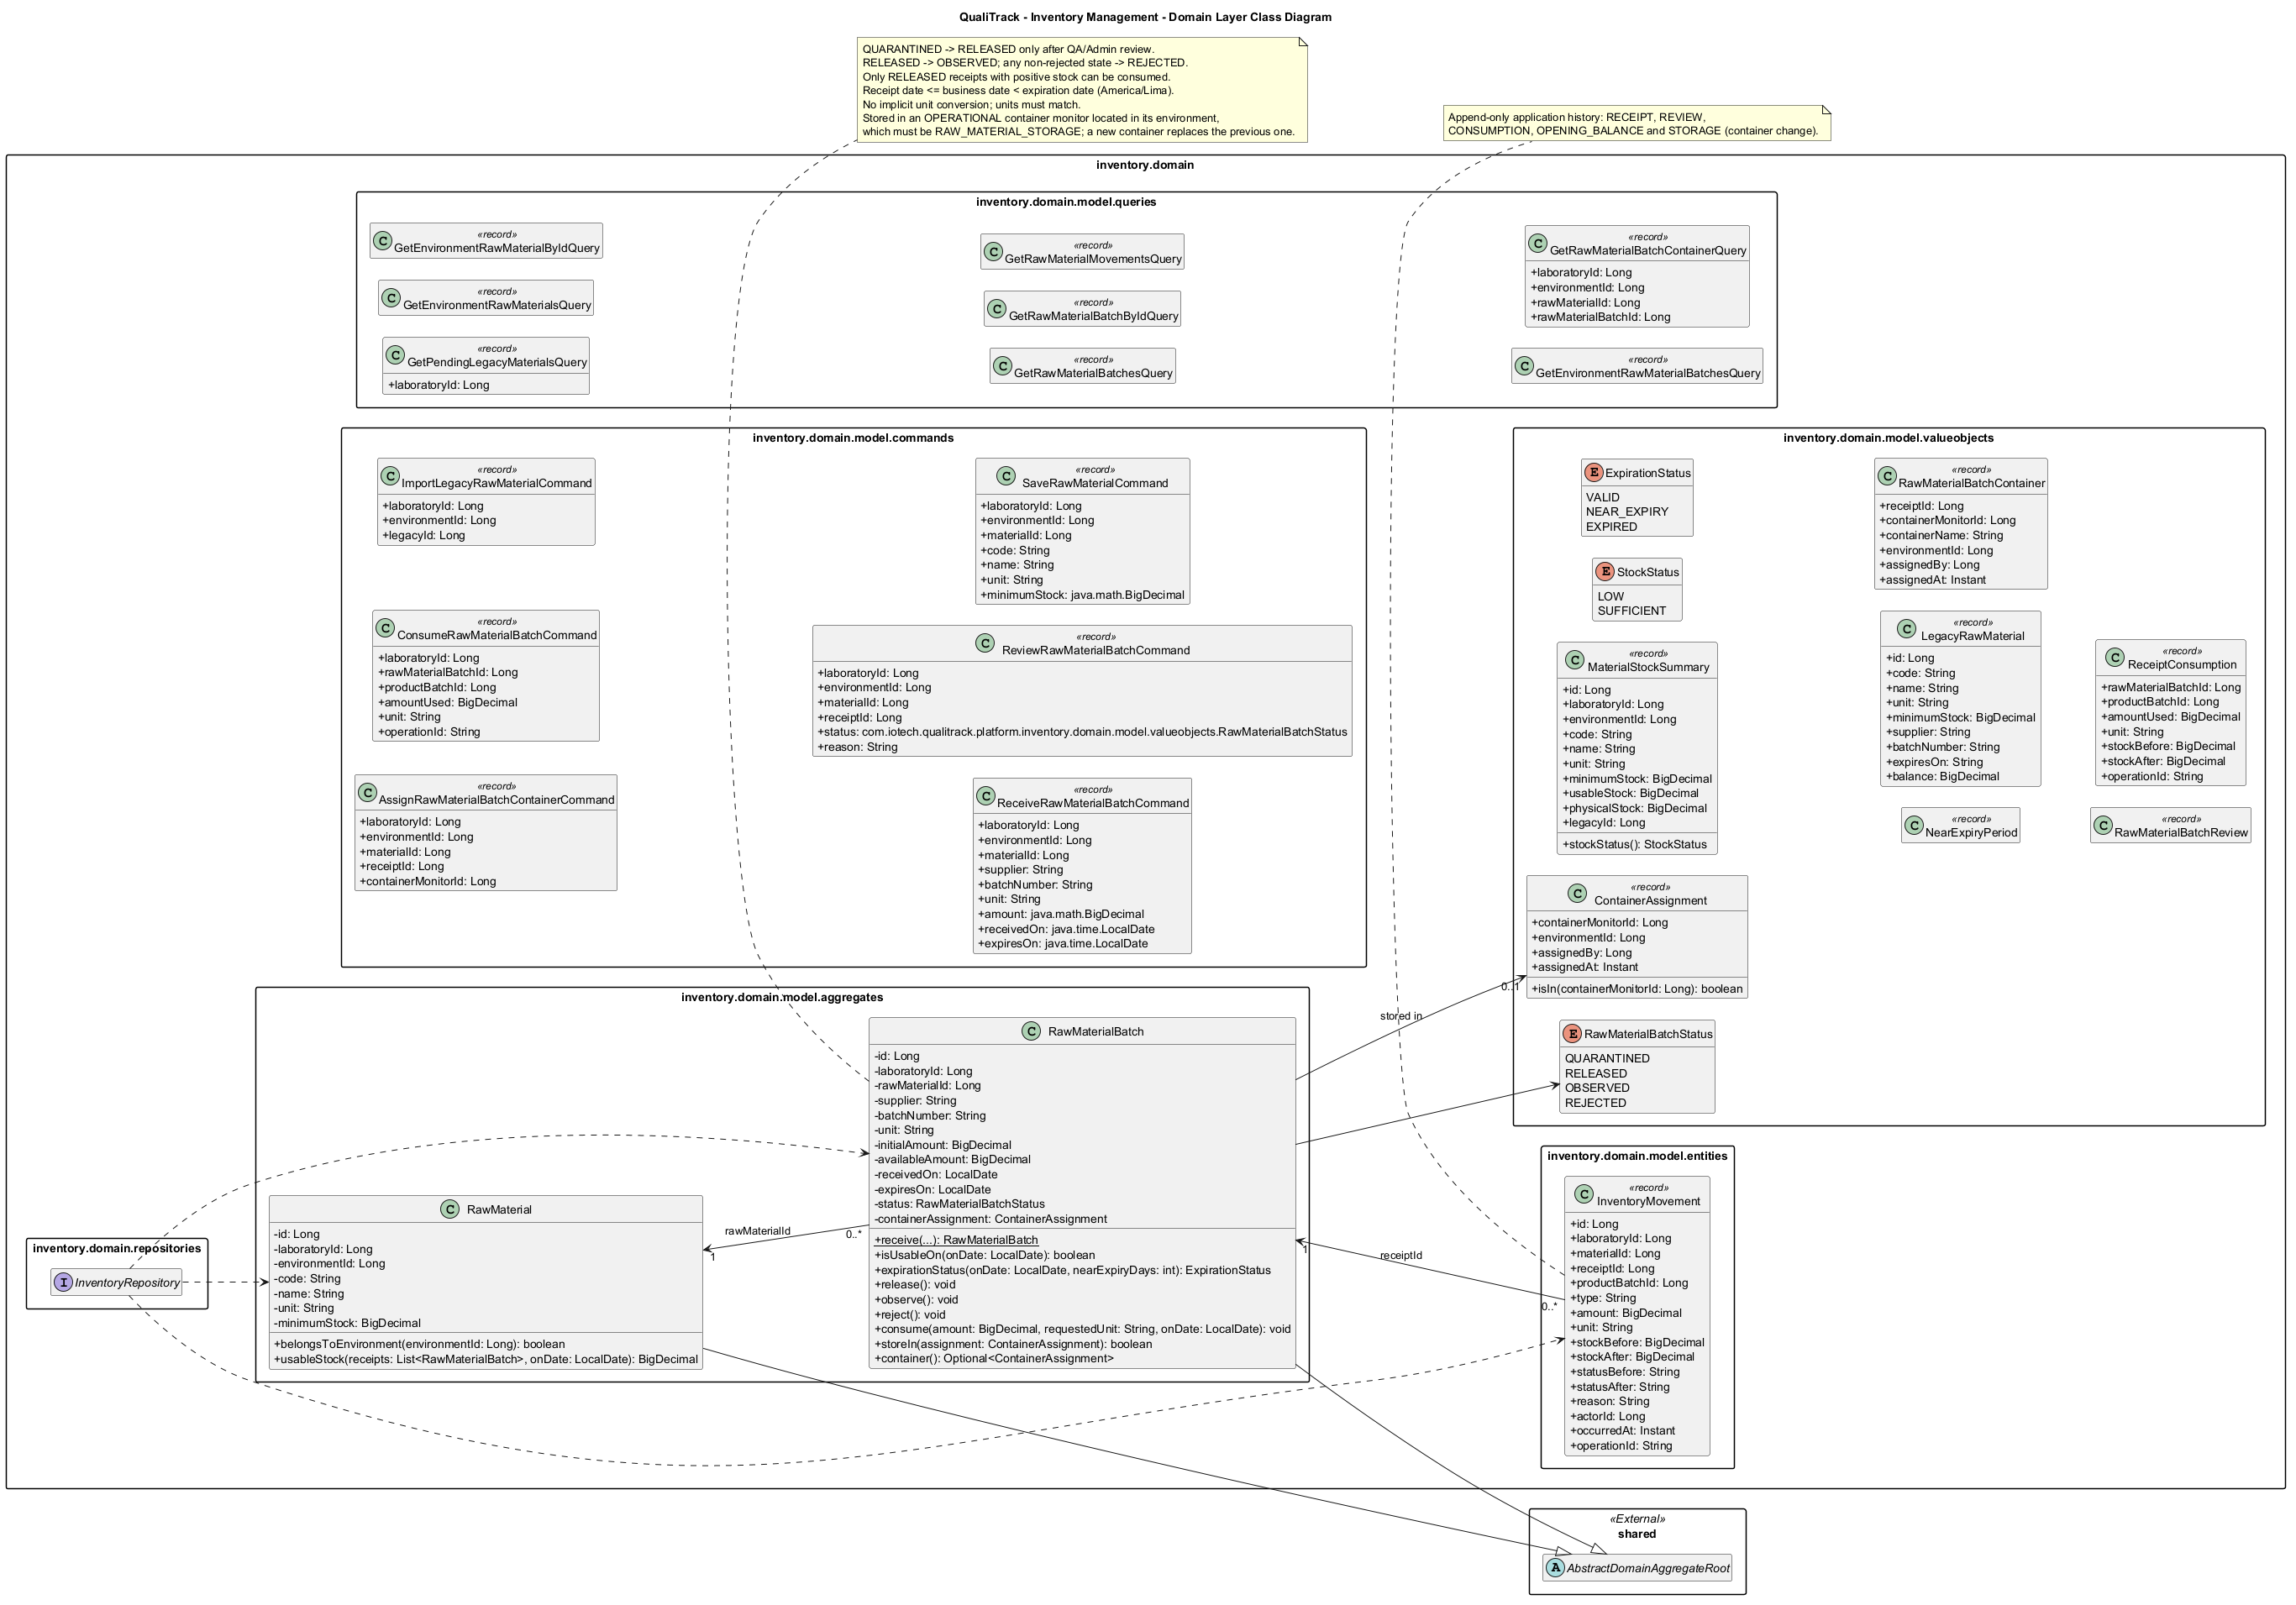 QualiTrack - Inventory Management - Domain Layer Class Diagram
QUARANTINED -> RELEASED only after QA/Admin review.
RELEASED -> OBSERVED; any non-rejected state -> REJECTED.
Only RELEASED receipts with positive stock can be consumed.
Receipt date <= business date < expiration date (America/Lima).
No implicit unit conversion; units must match.
Stored in an OPERATIONAL container monitor located in its environment,
which must be RAW_MATERIAL_STORAGE; a new container replaces the previous one.
Append-only application history: RECEIPT, REVIEW,
CONSUMPTION, OPENING_BALANCE and STORAGE (container change).
inventory.domain
inventory.domain.model.queries
C
«record»
GetEnvironmentRawMaterialByIdQuery
C
«record»
GetEnvironmentRawMaterialsQuery
C
«record»
GetPendingLegacyMaterialsQuery
+laboratoryId: Long
C
«record»
GetRawMaterialMovementsQuery
C
«record»
GetRawMaterialBatchByIdQuery
C
«record»
GetRawMaterialBatchesQuery
C
«record»
GetRawMaterialBatchContainerQuery
+laboratoryId: Long
+environmentId: Long
+rawMaterialId: Long
+rawMaterialBatchId: Long
C
«record»
GetEnvironmentRawMaterialBatchesQuery
inventory.domain.model.commands
C
«record»
ImportLegacyRawMaterialCommand
+laboratoryId: Long
+environmentId: Long
+legacyId: Long
C
«record»
ConsumeRawMaterialBatchCommand
+laboratoryId: Long
+rawMaterialBatchId: Long
+productBatchId: Long
+amountUsed: BigDecimal
+unit: String
+operationId: String
C
«record»
AssignRawMaterialBatchContainerCommand
+laboratoryId: Long
+environmentId: Long
+materialId: Long
+receiptId: Long
+containerMonitorId: Long
C
«record»
SaveRawMaterialCommand
+laboratoryId: Long
+environmentId: Long
+materialId: Long
+code: String
+name: String
+unit: String
+minimumStock: java.math.BigDecimal
C
«record»
ReviewRawMaterialBatchCommand
+laboratoryId: Long
+environmentId: Long
+materialId: Long
+receiptId: Long
+status: com.iotech.qualitrack.platform.inventory.domain.model.valueobjects.RawMaterialBatchStatus
+reason: String
C
«record»
ReceiveRawMaterialBatchCommand
+laboratoryId: Long
+environmentId: Long
+materialId: Long
+supplier: String
+batchNumber: String
+unit: String
+amount: java.math.BigDecimal
+receivedOn: java.time.LocalDate
+expiresOn: java.time.LocalDate
inventory.domain.model.valueobjects
E
ExpirationStatus
VALID
NEAR_EXPIRY
EXPIRED
E
StockStatus
LOW
SUFFICIENT
C
«record»
MaterialStockSummary
+id: Long
+laboratoryId: Long
+environmentId: Long
+code: String
+name: String
+unit: String
+minimumStock: BigDecimal
+usableStock: BigDecimal
+physicalStock: BigDecimal
+legacyId: Long
+stockStatus(): StockStatus
C
«record»
ContainerAssignment
+containerMonitorId: Long
+environmentId: Long
+assignedBy: Long
+assignedAt: Instant
+isIn(containerMonitorId: Long): boolean
E
RawMaterialBatchStatus
QUARANTINED
RELEASED
OBSERVED
REJECTED
C
«record»
RawMaterialBatchContainer
+receiptId: Long
+containerMonitorId: Long
+containerName: String
+environmentId: Long
+assignedBy: Long
+assignedAt: Instant
C
«record»
LegacyRawMaterial
+id: Long
+code: String
+name: String
+unit: String
+minimumStock: BigDecimal
+supplier: String
+batchNumber: String
+expiresOn: String
+balance: BigDecimal
C
«record»
NearExpiryPeriod
C
«record»
ReceiptConsumption
+rawMaterialBatchId: Long
+productBatchId: Long
+amountUsed: BigDecimal
+unit: String
+stockBefore: BigDecimal
+stockAfter: BigDecimal
+operationId: String
C
«record»
RawMaterialBatchReview
inventory.domain.model.aggregates
C
RawMaterialBatch
-id: Long
-laboratoryId: Long
-rawMaterialId: Long
-supplier: String
-batchNumber: String
-unit: String
-initialAmount: BigDecimal
-availableAmount: BigDecimal
-receivedOn: LocalDate
-expiresOn: LocalDate
-status: RawMaterialBatchStatus
-containerAssignment: ContainerAssignment
+receive(...): RawMaterialBatch
+isUsableOn(onDate: LocalDate): boolean
+expirationStatus(onDate: LocalDate, nearExpiryDays: int): ExpirationStatus
+release(): void
+observe(): void
+reject(): void
+consume(amount: BigDecimal, requestedUnit: String, onDate: LocalDate): void
+storeIn(assignment: ContainerAssignment): boolean
+container(): Optional<ContainerAssignment>
C
RawMaterial
-id: Long
-laboratoryId: Long
-environmentId: Long
-code: String
-name: String
-unit: String
-minimumStock: BigDecimal
+belongsToEnvironment(environmentId: Long): boolean
+usableStock(receipts: List<RawMaterialBatch>, onDate: LocalDate): BigDecimal
rawMaterialId
0..*
1
stored in
0..1
receiptId
1
0..*
inventory.domain.repositories
I
InventoryRepository
inventory.domain.model.entities
C
«record»
InventoryMovement
+id: Long
+laboratoryId: Long
+materialId: Long
+receiptId: Long
+productBatchId: Long
+type: String
+amount: BigDecimal
+unit: String
+stockBefore: BigDecimal
+stockAfter: BigDecimal
+statusBefore: String
+statusAfter: String
+reason: String
+actorId: Long
+occurredAt: Instant
+operationId: String
«External»
shared
A
AbstractDomainAggregateRoot